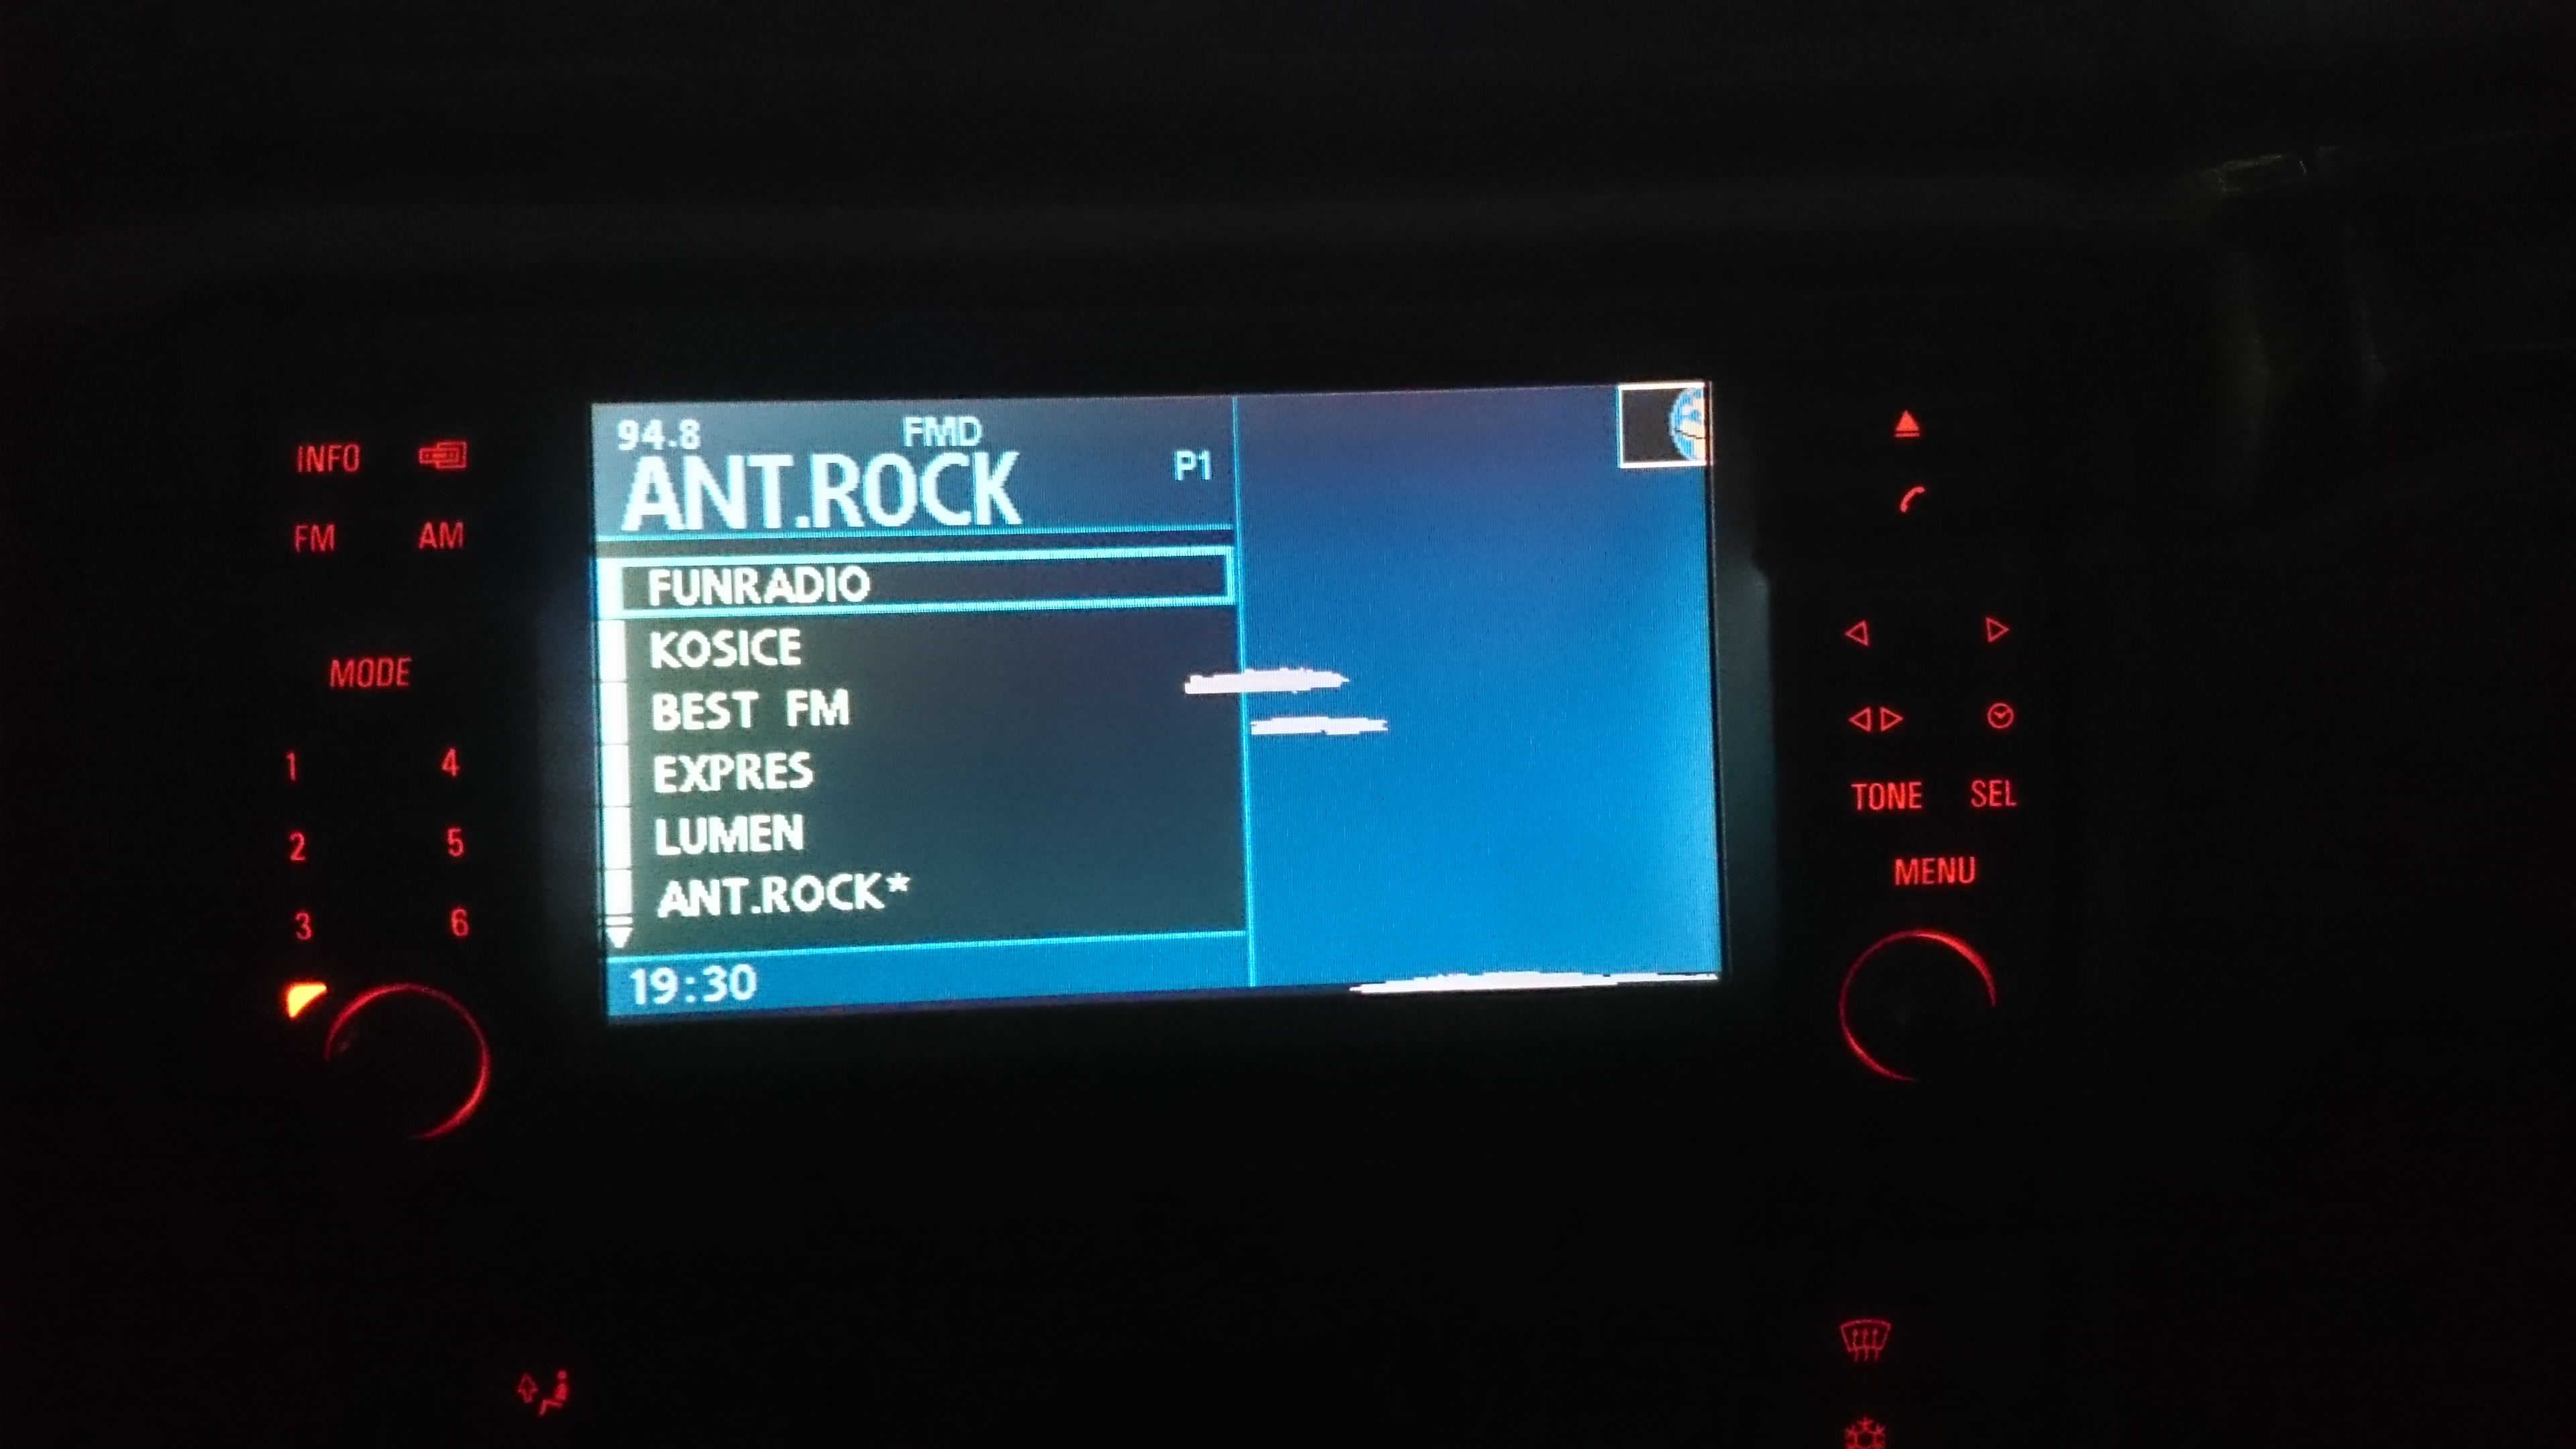 INFO
FM AM
MODE
1 4
2 5
3 6
94.8 FMD
ANT.ROCK P1
FUNRADIO
KOSICE
BEST FM
EXPRES
LUMEN
ANT.ROCK*
19:30
TONE SEL
MENU